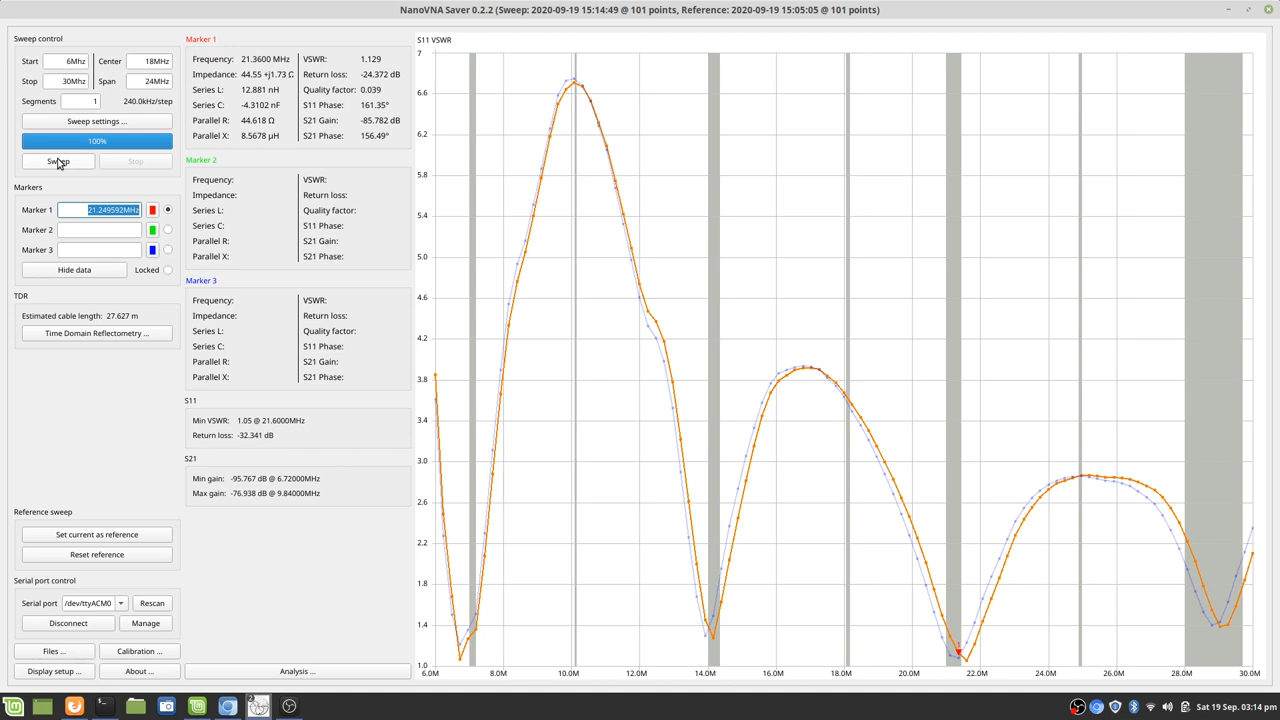 NanoVNA Saver 0.2.2 (Sweep: 2020-09-19 15:14:49 @ 101 points, Reference: 2020-09-19 15:05:05 @ 101 points)
Sweep control
Start 6Mhz Center 18MHz
Stop 30Mhz Span 24MHz
Segments 1 240.0kHz/step
Sweep settings ...
100%
Sweep Stop
Markers
Marker 1 21.249592MHz
Marker 2
Marker 3
Hide data Locked
TDR
Estimated cable length: 27.627 m
Time Domain Reflectometry ...
Reference sweep
Set current as reference
Reset reference
Serial port control
Serial port /dev/ttyACM0 Rescan
Disconnect Manage
Files ... Calibration ...
Display setup ... About ...
Marker 1
Frequency: 21.3600 MHz VSWR: 1.129
Impedance: 44.55 +j1.73 Ω Return loss: -24.372 dB
Series L: 12.881 nH Quality factor: 0.039
Series C: -4.3102 nF S11 Phase: 161.35°
Parallel R: 44.618 Ω S21 Gain: -85.782 dB
Parallel X: 8.5678 µH S21 Phase: 156.49°
Marker 2
Frequency: VSWR:
Impedance: Return loss:
Series L: Quality factor:
Series C: S11 Phase:
Parallel R: S21 Gain:
Parallel X: S21 Phase:
Marker 3
Frequency: VSWR:
Impedance: Return loss:
Series L: Quality factor:
Series C: S11 Phase:
Parallel R: S21 Gain:
Parallel X: S21 Phase:
S11
Min VSWR: 1.05 @ 21.6000MHz
Return loss: -32.341 dB
S21
Min gain: -95.767 dB @ 6.72000MHz
Max gain: -76.938 dB @ 9.84000MHz
Analysis ...
S11 VSWR
7
6.6
6.2
5.8
5.4
5.0
4.6
4.2
3.8
3.4
3.0
2.6
2.2
1.8
1.4
1.0
6.0M 8.0M 10.0M 12.0M 14.0M 16.0M 18.0M 20.0M 22.0M 24.0M 26.0M 28.0M 30.0M
Sat 19 Sep. 03:14 pm